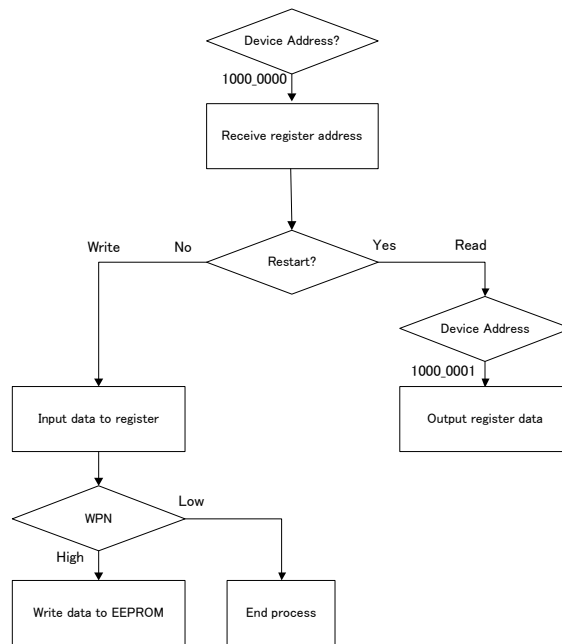 Device Address?
1000_0000
Receive register address
Write
No
Restart?
Yes
Read
Device Address
1000_0001
Input data to register
Output register data
WPN
Low
High
Write data to EEPROM
End process